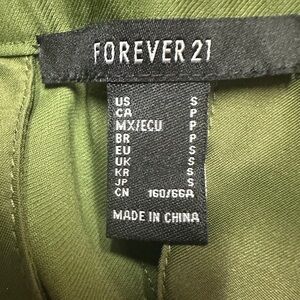 FOREVER 21
US S
CA P
MX/ECU P
BR P
EU S
UK S
KR S
JP S
CN 160/66A
MADE IN CHINA